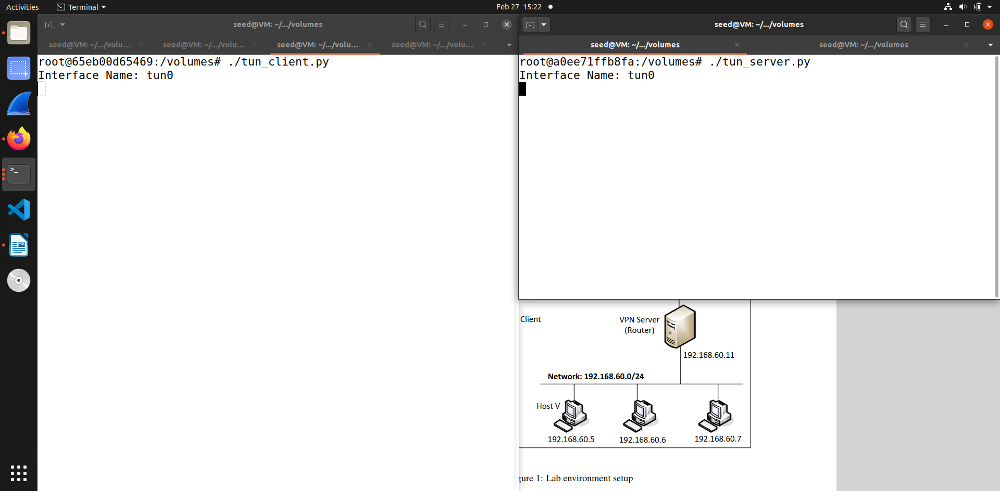 Activities
Terminal
Feb 27 15:22
seed@VM: ~/.../volumes
seed@VM: ~/.../volu...
seed@VM: ~/.../volu...
seed@VM: ~/.../volu...
seed@VM: ~/.../volu...
root@65eb00d65469:/volumes# ./tun_client.py
Interface Name: tun0
seed@VM: ~/.../volumes
seed@VM: ~/.../volumes
seed@VM: ~/.../volumes
root@a0ee71ffb8fa:/volumes# ./tun_server.py
Interface Name: tun0
Client
VPN Server
(Router)
192.168.60.11
Network: 192.168.60.0/24
Host V
192.168.60.5
192.168.60.6
192.168.60.7
gure 1: Lab environment setup